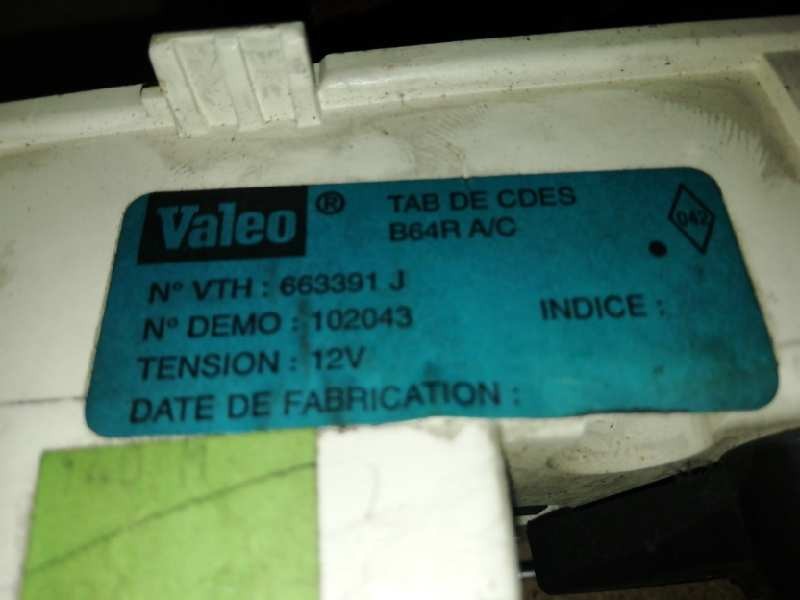 Valeo ® TAB DE CDES
B64R A/C
042
N° VTH : 663391 J
N° DEMO : 102043 INDICE :
TENSION : 12V
DATE DE FABRICATION :